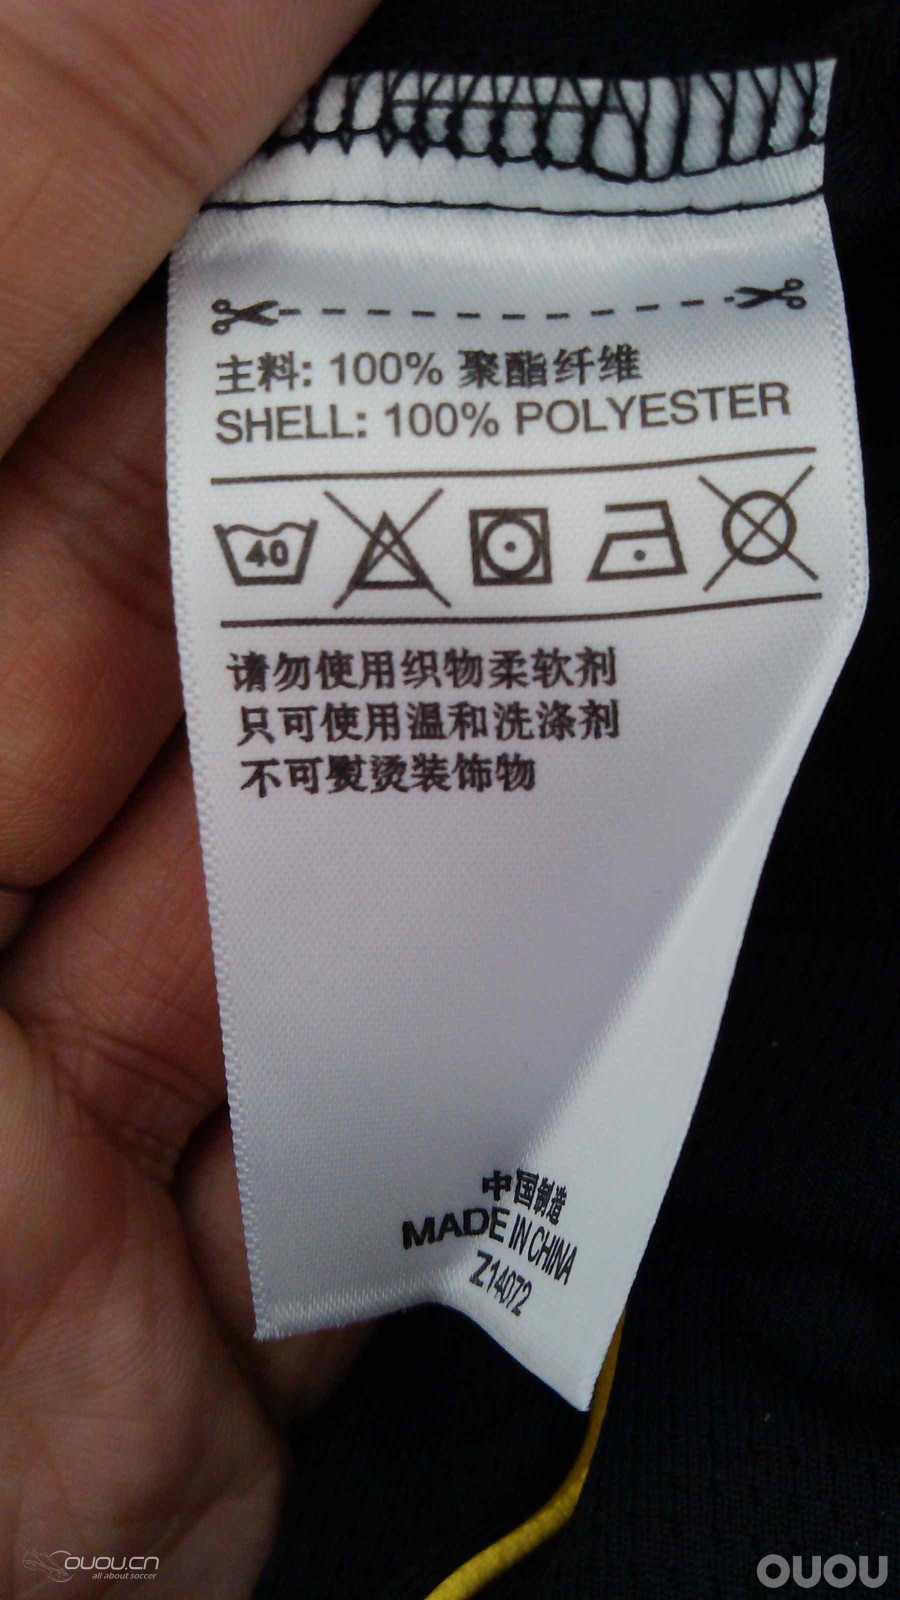 主料: 100% 聚酯纤维
SHELL: 100% POLYESTER
40
请勿使用织物柔软剂
只可使用温和洗涤剂
不可熨烫装饰物
中国制造
MADE IN CHINA
Z14072
OUOU.CN
all about soccer
OUOU